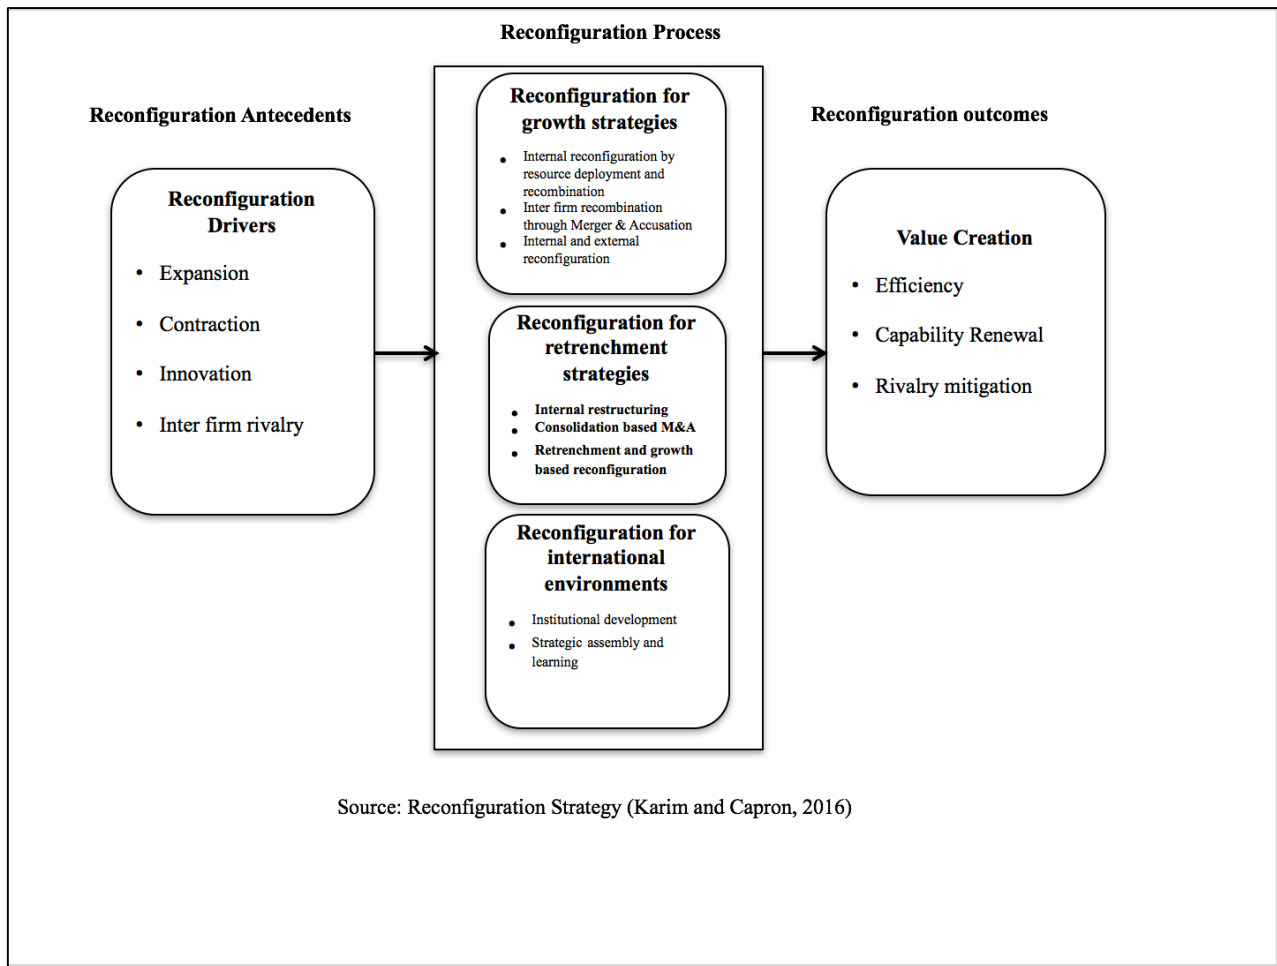 Reconfiguration Process
Reconfiguration Antecedents
Reconfiguration Drivers
• Expansion
• Contraction
• Innovation
• Inter firm rivalry
Reconfiguration for
growth strategies
• Internal reconfiguration by
resource deployment and
recombination
• Inter firm recombination
through Merger & Accusation
• Internal and external
reconfiguration
Reconfiguration for
retrenchment
strategies
• Internal restructuring
• Consolidation based M&A
• Retrenchment and growth
based reconfiguration
Reconfiguration for
international
environments
• Institutional development
• Strategic assembly and
learning
Reconfiguration outcomes
Value Creation
• Efficiency
• Capability Renewal
• Rivalry mitigation
Source: Reconfiguration Strategy (Karim and Capron, 2016)